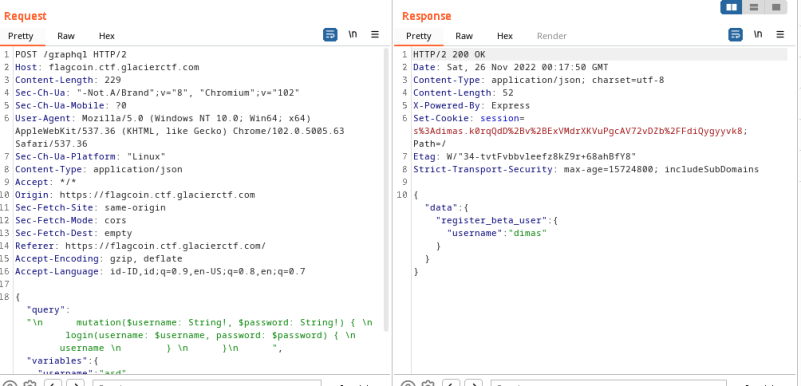 Request
Pretty Raw Hex \n
1 POST /graphql HTTP/2
2 Host: flagcoin.ctf.glacierctf.com
3 Content-Length: 229
4 Sec-Ch-Ua: "-Not.A/Brand";v="8", "Chromium";v="102"
5 Sec-Ch-Ua-Mobile: ?0
6 User-Agent: Mozilla/5.0 (Windows NT 10.0; Win64; x64)
AppleWebKit/537.36 (KHTML, like Gecko) Chrome/102.0.5005.63
Safari/537.36
7 Sec-Ch-Ua-Platform: "Linux"
8 Content-Type: application/json
9 Accept: */*
10 Origin: https://flagcoin.ctf.glacierctf.com
11 Sec-Fetch-Site: same-origin
12 Sec-Fetch-Mode: cors
13 Sec-Fetch-Dest: empty
14 Referer: https://flagcoin.ctf.glacierctf.com/
15 Accept-Encoding: gzip, deflate
16 Accept-Language: id-ID,id;q=0.9,en-US;q=0.8,en;q=0.7
17
18 {
"query":
"\n mutation($username: String!, $password: String!) { \n
login(username: $username, password: $password) { \n
username \n } \n }\n ",
"variables":{
Response
Pretty Raw Hex Render \n
1 HTTP/2 200 OK
2 Date: Sat, 26 Nov 2022 00:17:50 GMT
3 Content-Type: application/json; charset=utf-8
4 Content-Length: 52
5 X-Powered-By: Express
6 Set-Cookie: session=
s%3Adimas.k0rqQdD%2Bv%2BExVMdrXKVuPgcAV72vDZb%2FFdiQygyyvk8;
Path=/
7 Etag: W/"34-tvtFvbbvleefz8kZ9r+68ahBfY8"
8 Strict-Transport-Security: max-age=15724800; includeSubDomains
9
10 {
"data":{
"register_beta_user":{
"username":"dimas"
}
}
}